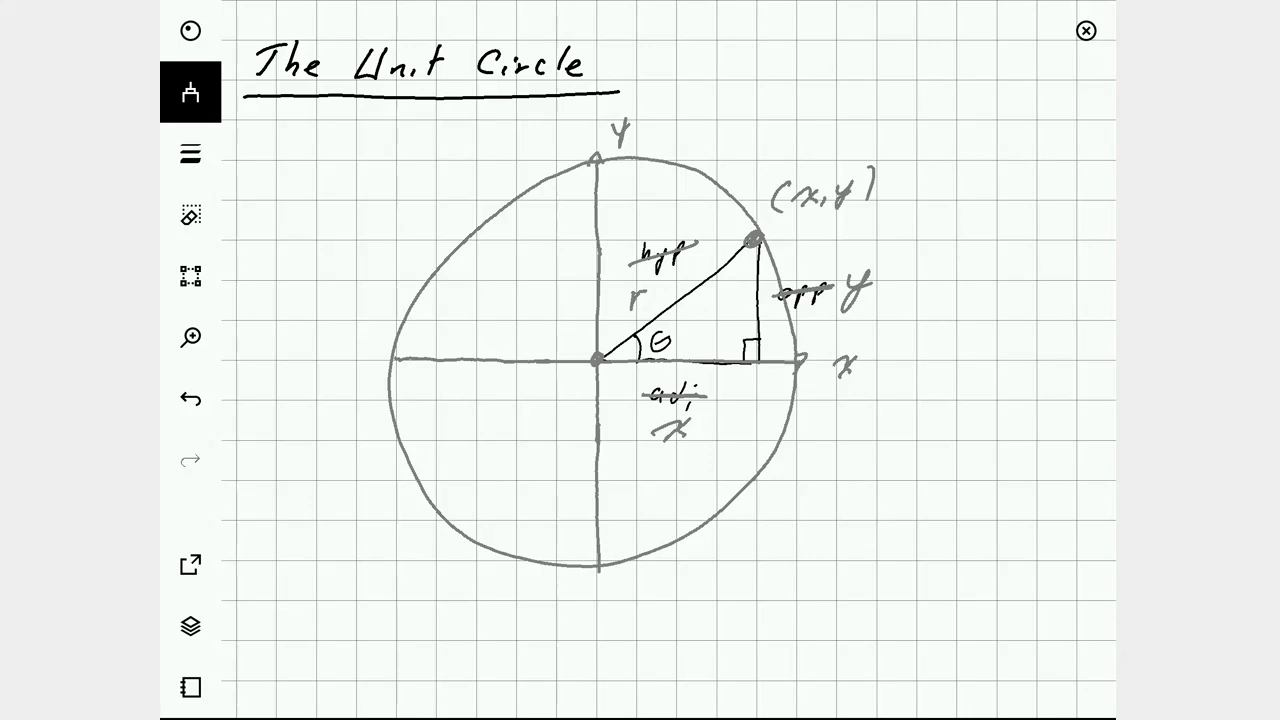 The Unit Circle
y
(x,y)
hyp
r
opp y
θ
x
adj
x